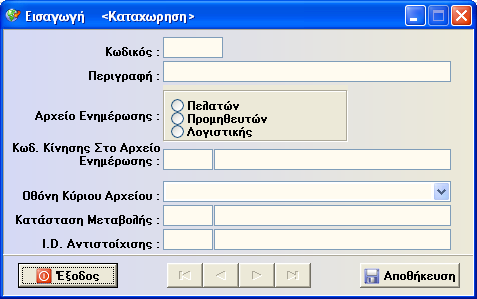 Εισαγωγή <Καταχωρηση>
Κωδικός :
Περιγραφή :
Αρχείο Ενημέρωσης :
Πελατών
Προμηθευτών
Λογιστικής
Κωδ. Κίνησης Στο Αρχείο
Ενημέρωσης :
Οθόνη Κύριου Αρχείου :
Κατάσταση Μεταβολής :
I.D. Αντιστοίχισης :
Έξοδος
Αποθήκευση